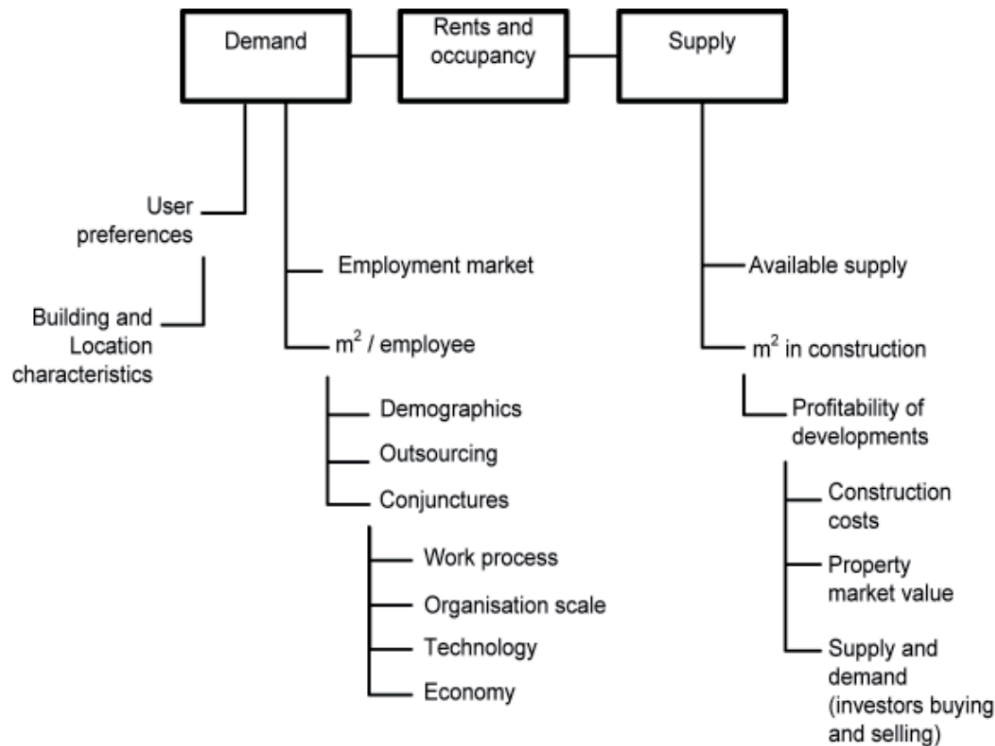 Demand
Rents and
occupancy
Supply
User
preferences
Building and
Location
characteristics
Employment market
m² / employee
Demographics
Outsourcing
Conjunctures
Work process
Organisation scale
Technology
Economy
Available supply
m² in construction
Profitability of
developments
Construction
costs
Property
market value
Supply and
demand
(investors buying
and selling)